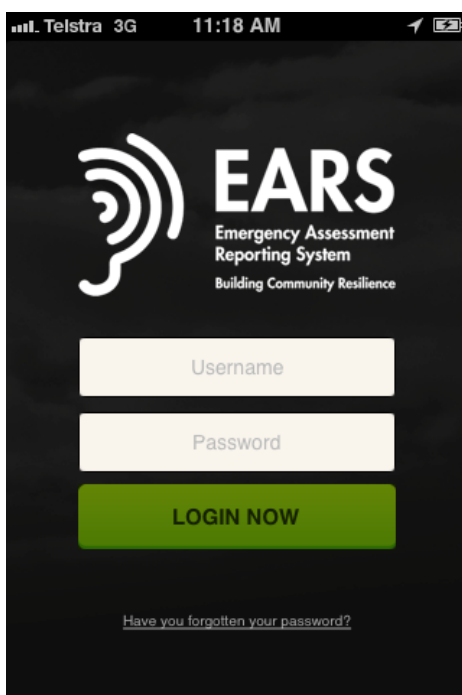 Telstra 3G 11:18 AM
EARS
Emergency Assessment
Reporting System
Building Community Resilience
Username
Password
LOGIN NOW
Have you forgotten your password?